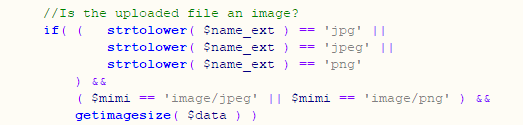 //Is the uploaded file an image?
if( (   strtolower( $name_ext ) == 'jpg' ||
strtolower( $name_ext ) == 'jpeg' ||
strtolower( $name_ext ) == 'png'
) &&
( $mimi == 'image/jpeg' || $mimi == 'image/png' ) &&
getimagesize( $data ) )